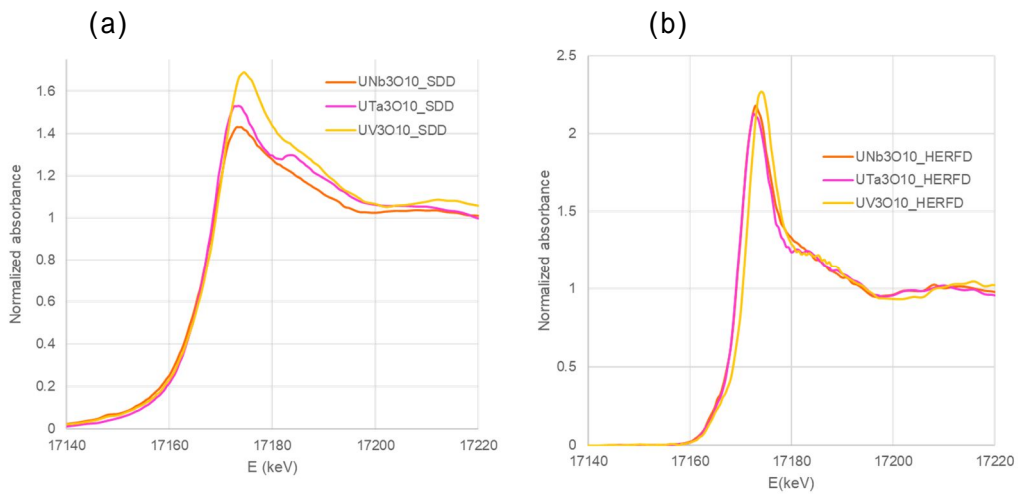 (a)
(b)
1.6
1.4
1.2
1
0.8
0.6
0.4
0.2
0
Normalized absorbance
UNb3O10_SDD
UTa3O10_SDD
UV3O10_SDD
17140
17160
17180
17200
17220
E (keV)
2.5
2
1.5
1
0.5
0
Normalized absorbance
UNb3O10_HERFD
UTa3O10_HERFD
UV3O10_HERFD
17140
17160
17180
17200
17220
E(keV)